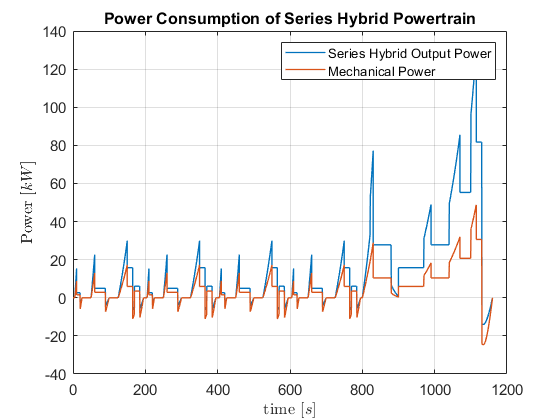 Power Consumption of Series Hybrid Powertrain
Series Hybrid Output Power
Mechanical Power
Power [kW]
140
120
100
80
60
40
20
0
-20
-40
0 200 400 600 800 1000 1200
time [s]